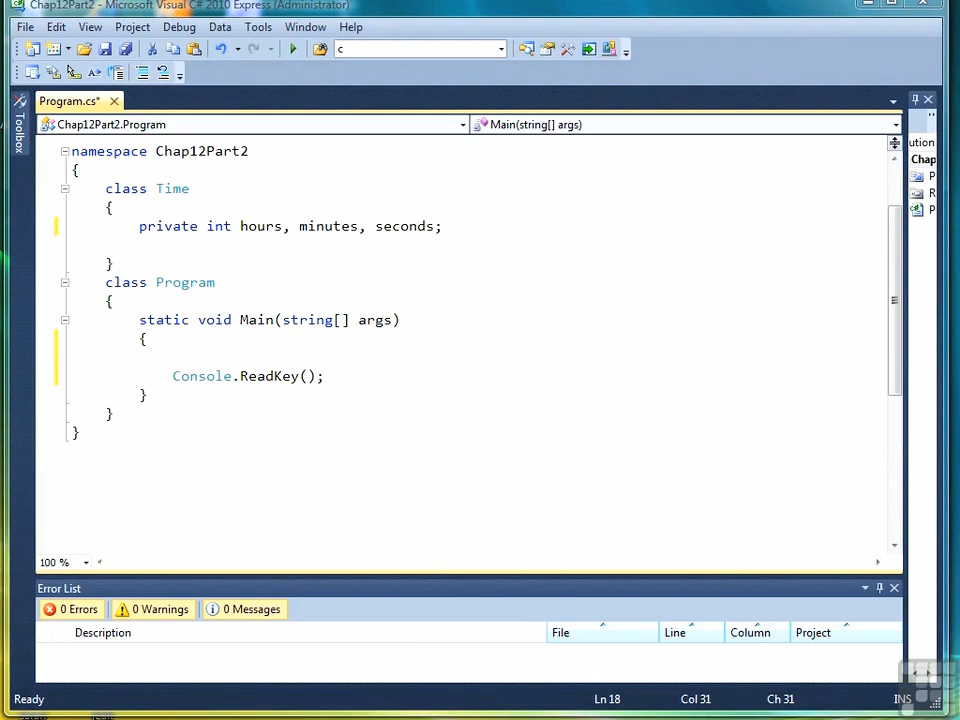 Chap12Part2 - Microsoft Visual C# 2010 Express (Administrator)
File Edit View Project Debug Data Tools Window Help
c
Program.cs*
Toolbox
Chap12Part2.Program
Main(string[] args)
ution
Chap
P
R
P
namespace Chap12Part2
{
class Time
{
private int hours, minutes, seconds;
}
class Program
{
static void Main(string[] args)
{
Console.ReadKey();
}
}
}
100 %
Error List
0 Errors 0 Warnings 0 Messages
Description File Line Column Project
Ready Ln 18 Col 31 Ch 31 INS